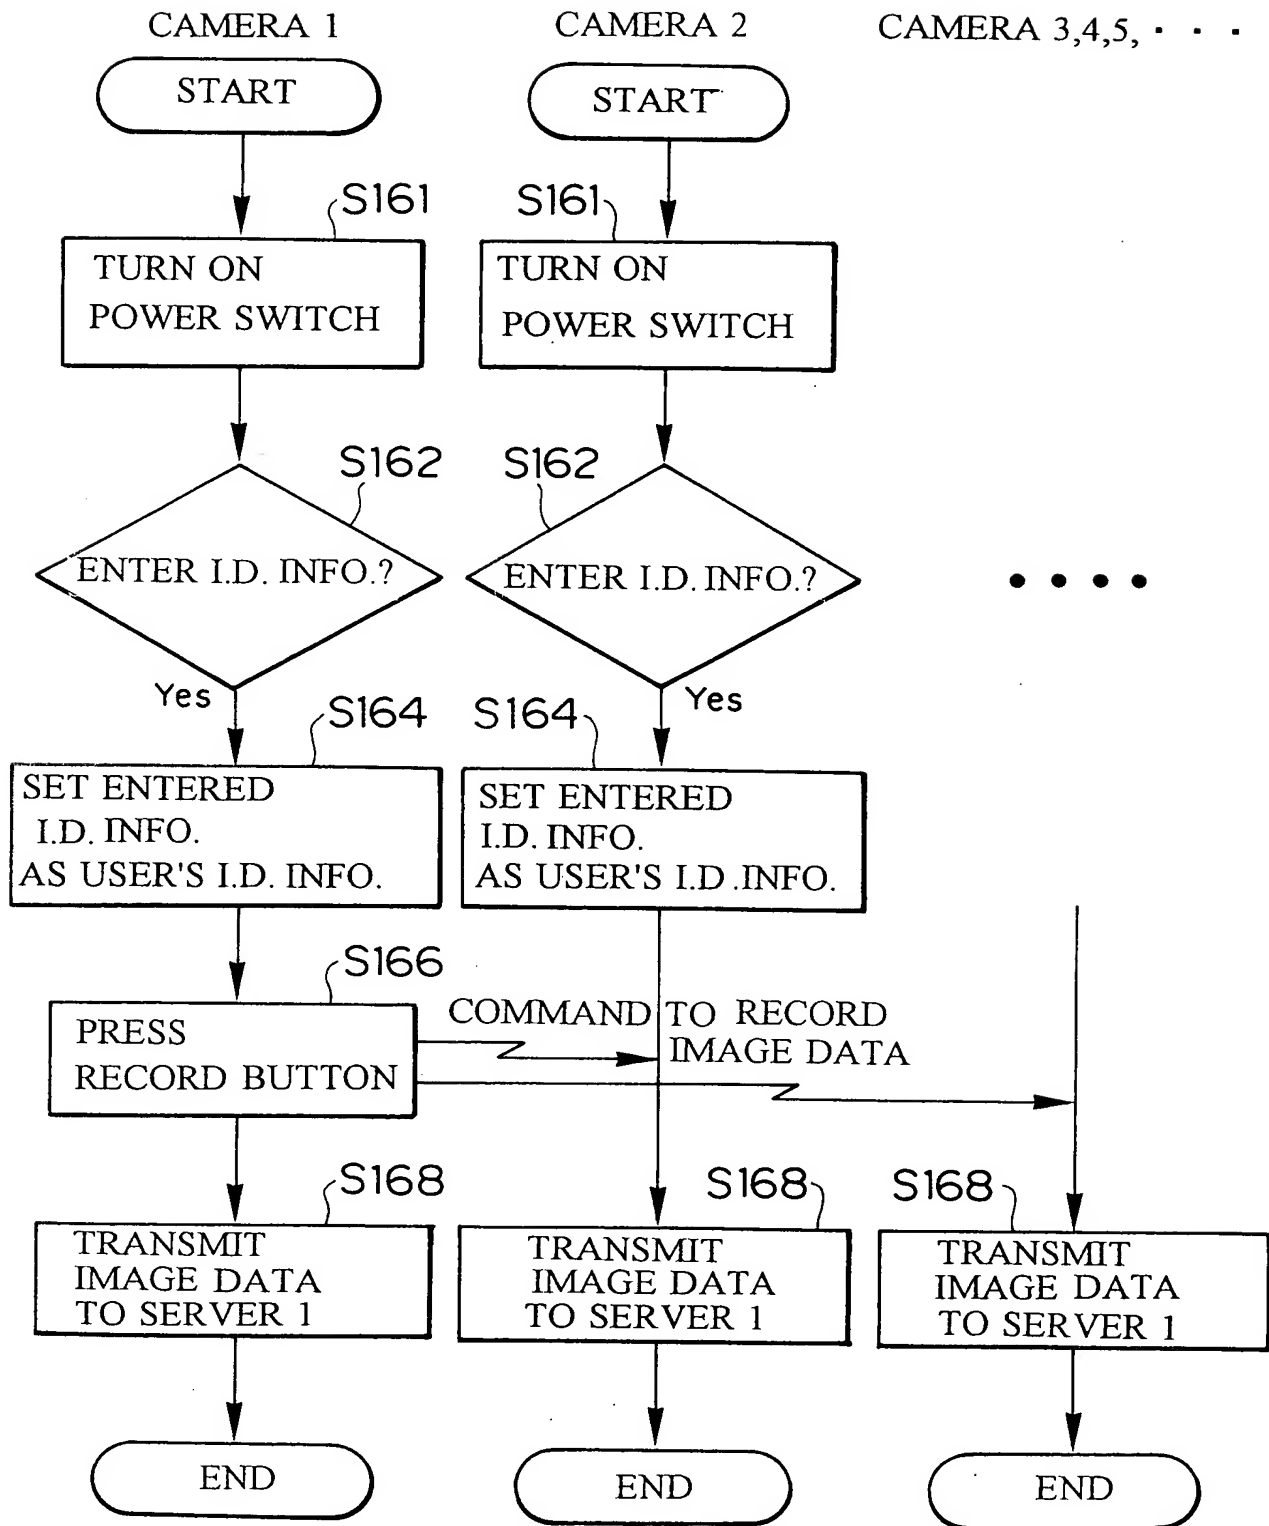 CAMERA 1
CAMERA 2
CAMERA 3,4,5, · · ·
START
START
S161
S161
TURN ON
POWER SWITCH
TURN ON
POWER SWITCH
S162
S162
ENTER I.D. INFO.?
ENTER I.D. INFO.?
Yes
Yes
S164
S164
SET ENTERED
I.D. INFO.
AS USER'S I.D. INFO.
SET ENTERED
I.D. INFO.
AS USER'S I.D .INFO.
S166
PRESS
RECORD BUTTON
COMMAND TO RECORD
IMAGE DATA
S168
S168
S168
TRANSMIT
IMAGE DATA
TO SERVER 1
TRANSMIT
IMAGE DATA
TO SERVER 1
TRANSMIT
IMAGE DATA
TO SERVER 1
END
END
END